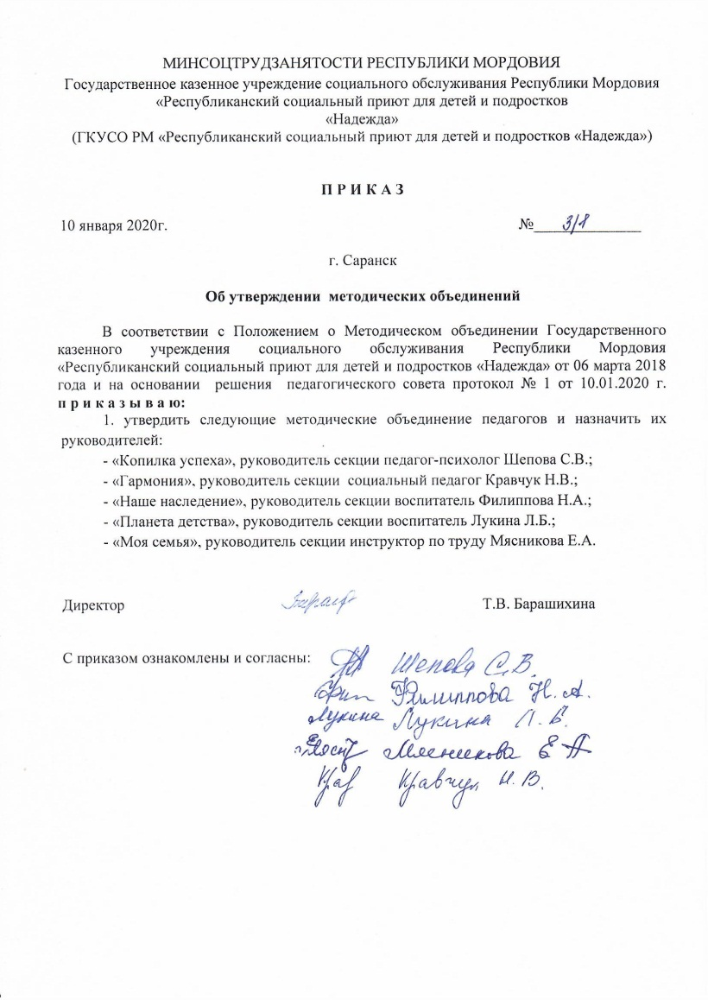 МИНСОЦТРУДЗАНЯТОСТИ РЕСПУБЛИКИ МОРДОВИЯ
Государственное казенное учреждение социального обслуживания Республики Мордовия
«Республиканский социальный приют для детей и подростков
«Надежда»
(ГКУСО РМ «Республиканский социальный приют для детей и подростков «Надежда»)
П Р И К А З
10 января 2020г. № 3/1
г. Саранск
Об утверждении методических объединений
В соответствии с Положением о Методическом объединении Государственного
казенного учреждения социального обслуживания Республики Мордовия
«Республиканский социальный приют для детей и подростков «Надежда» от 06 марта 2018
года и на основании решения педагогического совета протокол № 1 от 10.01.2020 г.
п р и к а з ы в а ю:
1. утвердить следующие методические объединение педагогов и назначить их
руководителей:
- «Копилка успеха», руководитель секции педагог-психолог Шепова С.В.;
- «Гармония», руководитель секции социальный педагог Кравчук Н.В.;
- «Наше наследение», руководитель секции воспитатель Филиппова Н.А.;
- «Планета детства», руководитель секции воспитатель Лукина Л.Б.;
- «Моя семья», руководитель секции инструктор по труду Мясникова Е.А.
Директор Т.В. Барашихина
С приказом ознакомлены и согласны: Шепова С.В.
Филиппова Н.А.
Лукина Лукина Л.Б.
Мясникова Е А
Кравчук Н.В.